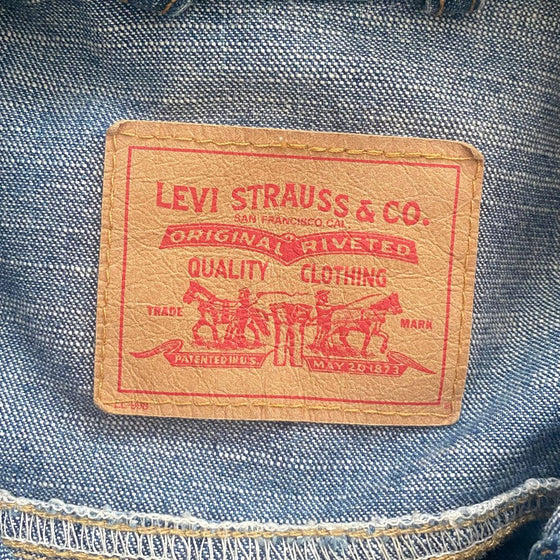 LEVI STRAUSS & CO.
SAN FRANCISCO, CAL.
ORIGINAL RIVETED
QUALITY CLOTHING
TRADE MARK
PATENTED IN U.S. MAY 20 1873